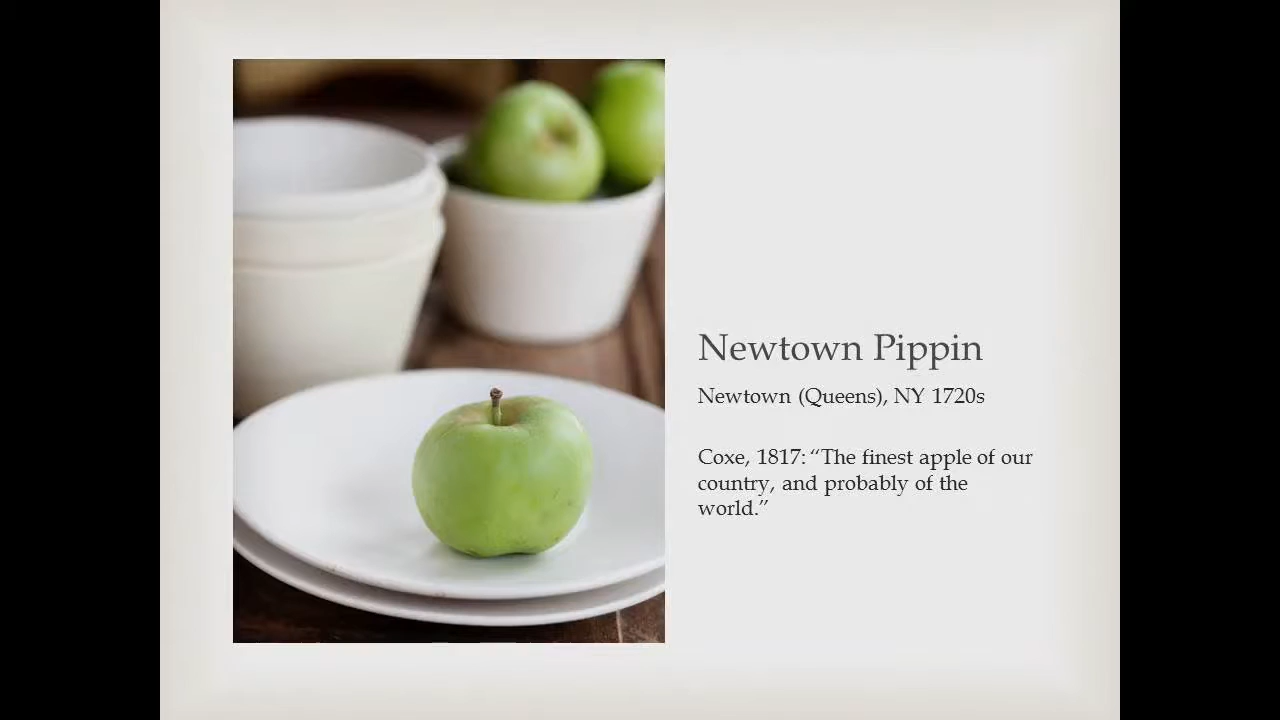 Newtown Pippin
Newtown (Queens), NY 1720s
Coxe, 1817: “The finest apple of our
country, and probably of the
world.”